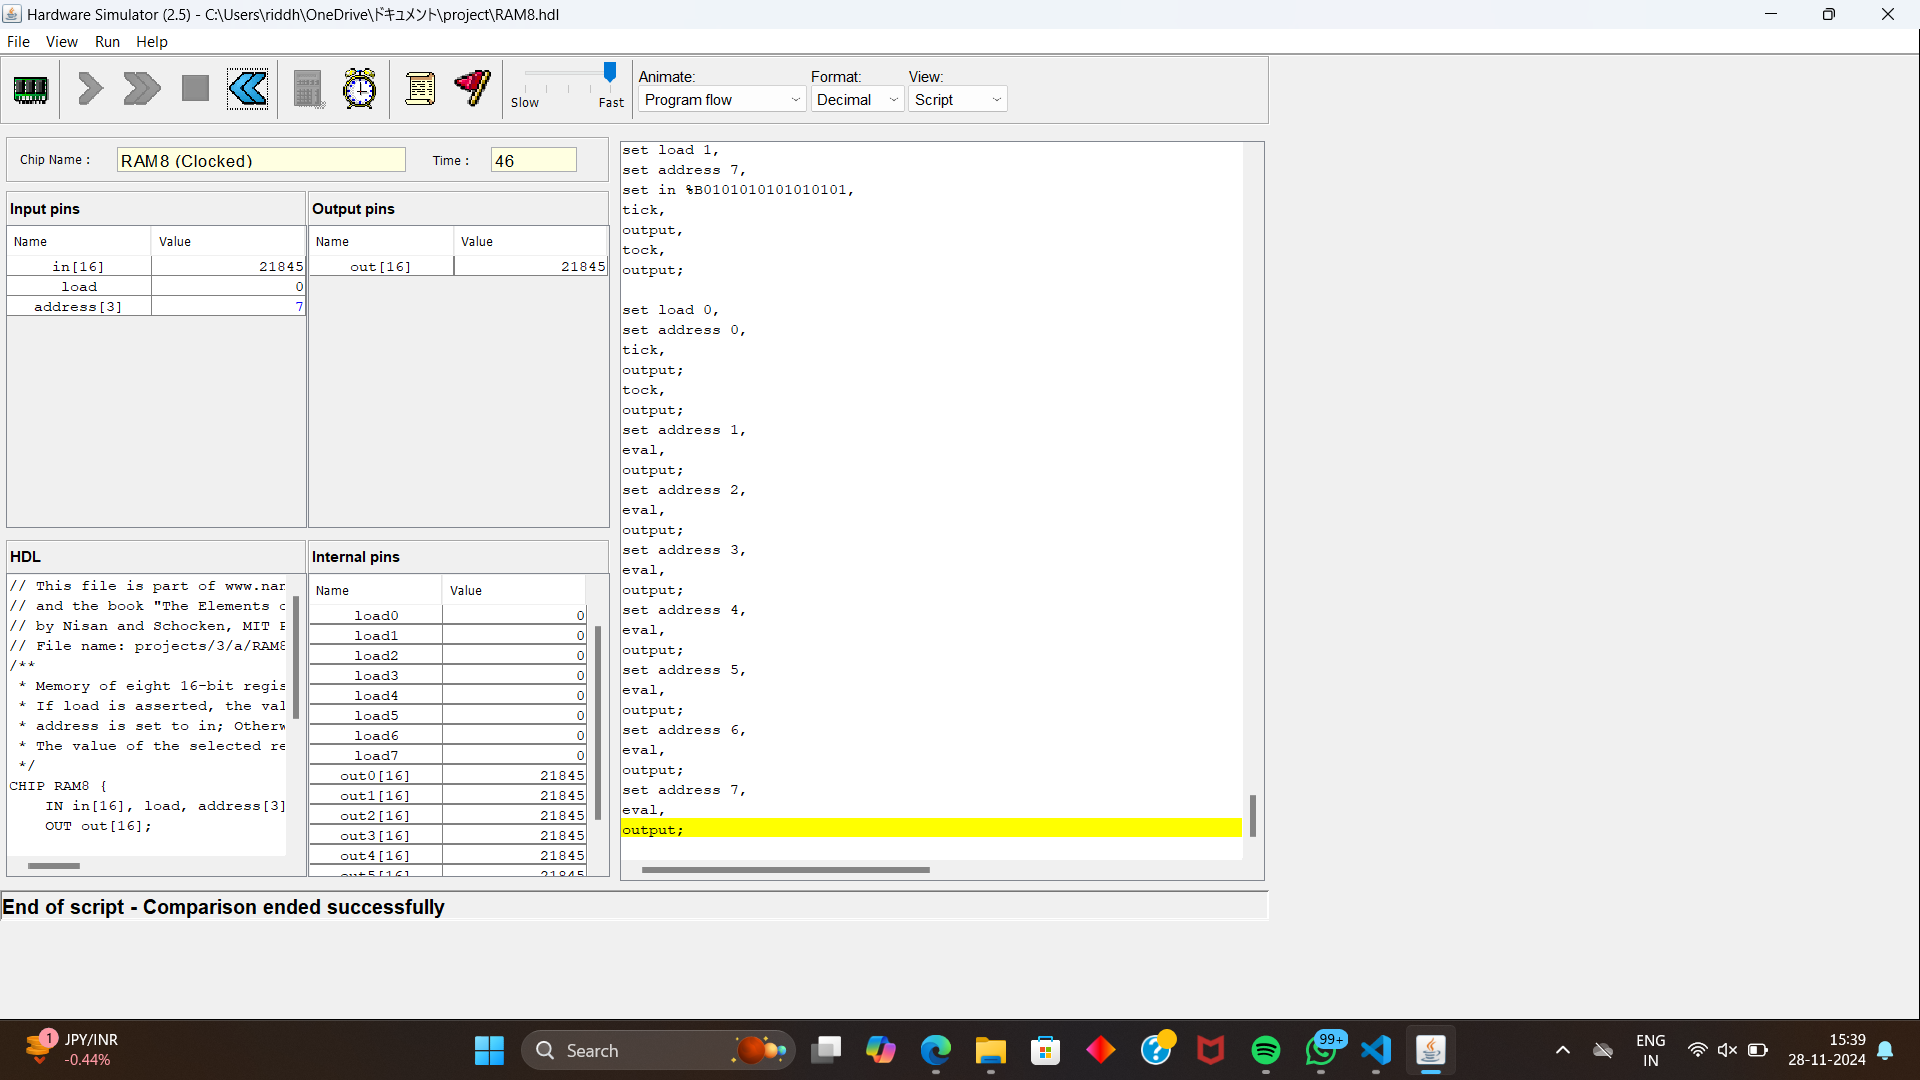 Hardware Simulator (2.5) - C:\Users\riddh\OneDrive\ドキュメント\project\RAM8.hdl
File View Run Help
Animate: Format: View:
Slow Fast Program flow Decimal Script
Chip Name : RAM8 (Clocked) Time : 46
Input pins
Name Value
in[16] 21845
load 0
address[3] 7
Output pins
Name Value
out[16] 21845
HDL
// This file is part of www.nan
// and the book "The Elements o
// by Nisan and Schocken, MIT P
// File name: projects/3/a/RAM8
/**
* Memory of eight 16-bit regis
* If load is asserted, the val
* address is set to in; Otherw
* The value of the selected re
*/
CHIP RAM8 {
IN in[16], load, address[3]
OUT out[16];
Internal pins
Name Value
load0 0
load1 0
load2 0
load3 0
load4 0
load5 0
load6 0
load7 0
out0[16] 21845
out1[16] 21845
out2[16] 21845
out3[16] 21845
out4[16] 21845
out5[16] 21845
set load 1,
set address 7,
set in %B0101010101010101,
tick,
output,
tock,
output;
set load 0,
set address 0,
tick,
output;
tock,
output;
set address 1,
eval,
output;
set address 2,
eval,
output;
set address 3,
eval,
output;
set address 4,
eval,
output;
set address 5,
eval,
output;
set address 6,
eval,
output;
set address 7,
eval,
output;
End of script - Comparison ended successfully
1 JPY/INR
-0.44%
Search
99+
ENG
IN
15:39
28-11-2024